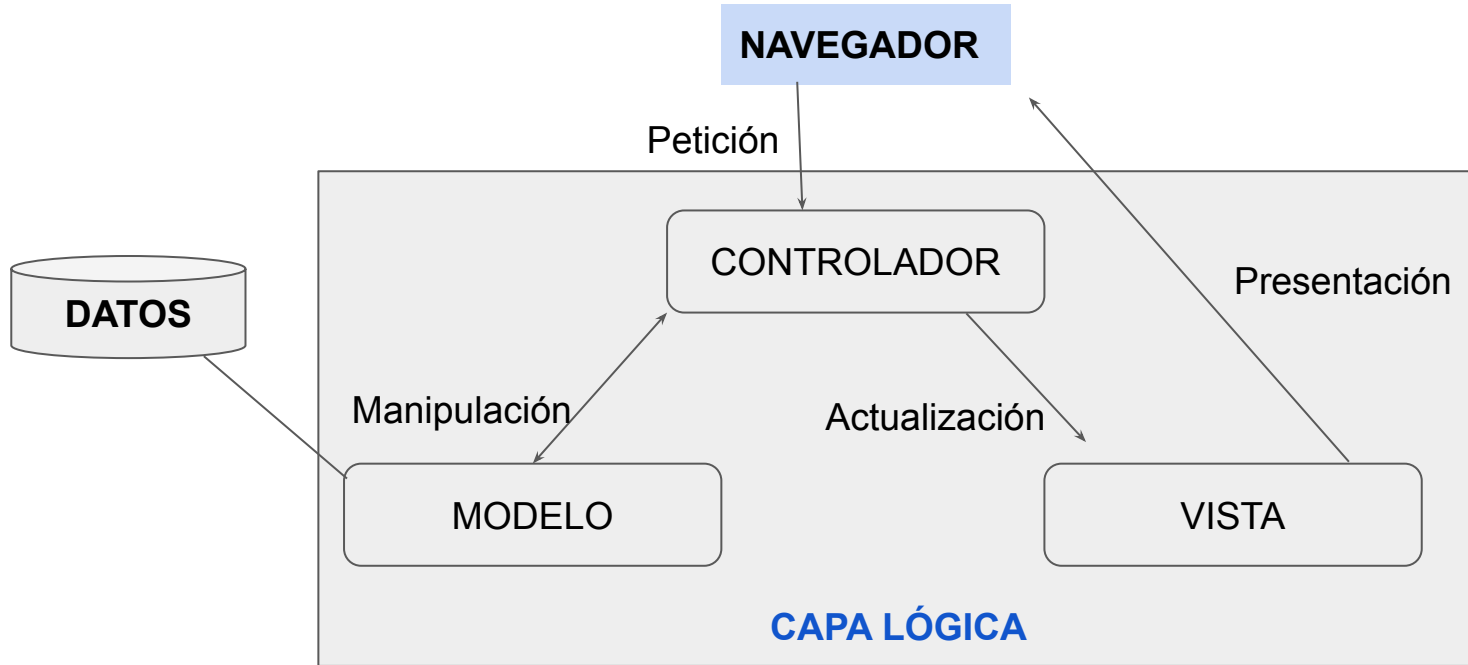 NAVEGADOR
Petición
CONTROLADOR
Presentación
DATOS
Manipulación
Actualización
MODELO
VISTA
CAPA LÓGICA